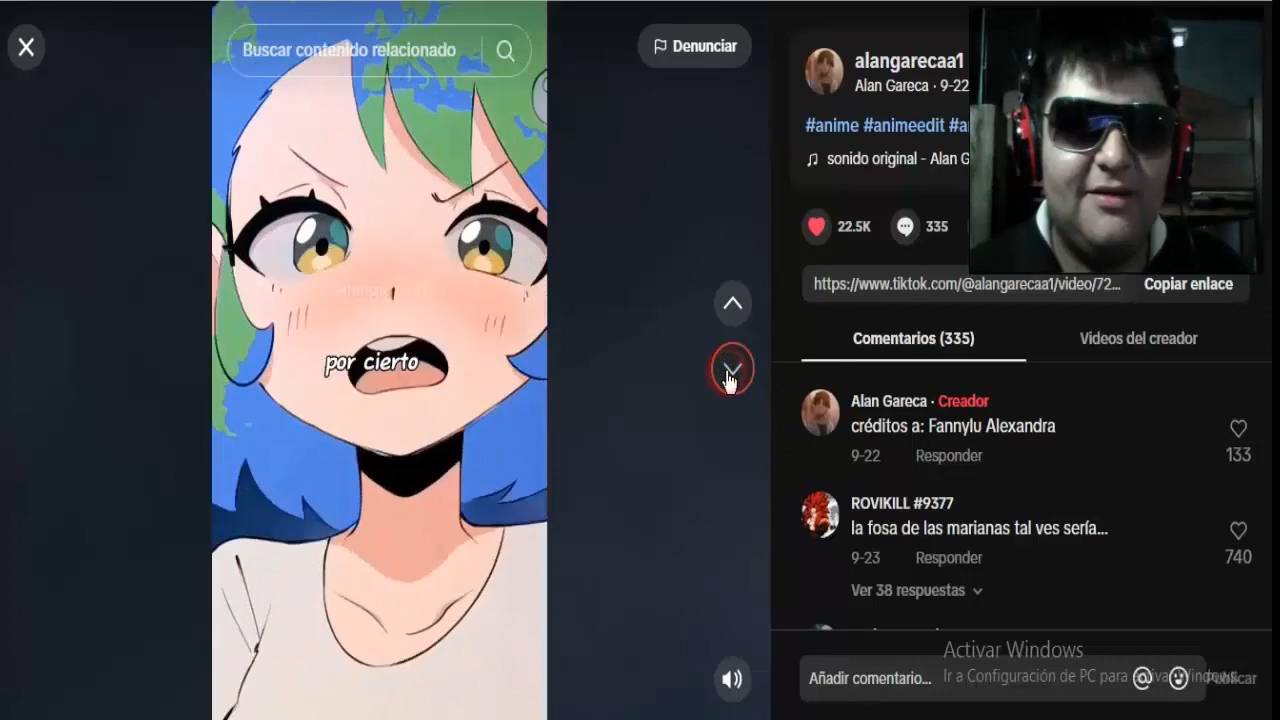 Buscar contenido relacionado
Denunciar
por cierto
alangarecaa1
Alan Gareca · 9-22
#anime #animeedit #a
sonido original - Alan G
22.5K
335
https://www.tiktok.com/@alangarecaa1/video/72...
Copiar enlace
Comentarios (335)
Videos del creador
Alan Gareca · Creador
créditos a: Fannylu Alexandra
9-22 Responder
133
ROVIKILL #9377
la fosa de las marianas tal ves sería...
9-23 Responder
740
Ver 38 respuestas
Activar Windows
Ir a Configuración de PC para activar Windows.
Añadir comentario...
Publicar